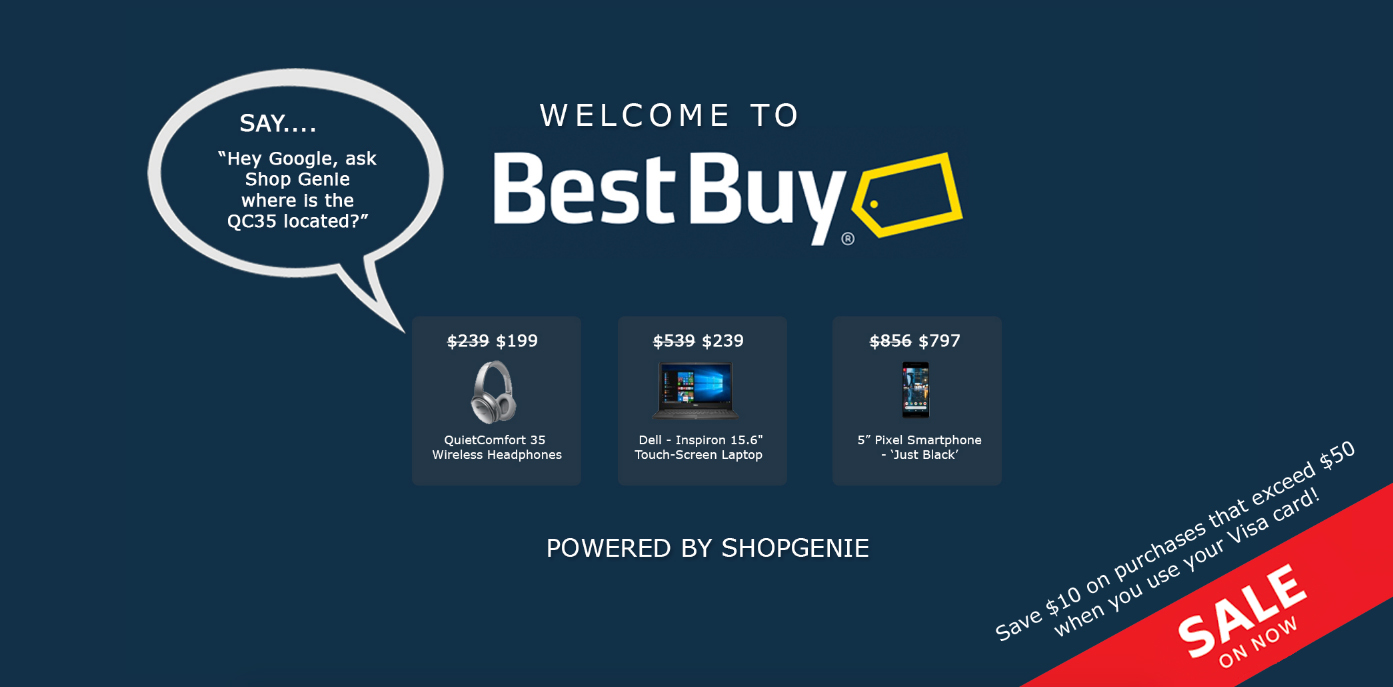 SAY....
“Hey Google, ask
Shop Genie
where is the
QC35 located?”
WELCOME TO
Best Buy
®
$239 $199
QuietComfort 35
Wireless Headphones
$539 $239
Dell - Inspiron 15.6"
Touch-Screen Laptop
$856 $797
5” Pixel Smartphone
- ‘Just Black’
POWERED BY SHOPGENIE
Save $10 on purchases that exceed $50
when you use your Visa card!
SALE
ON NOW